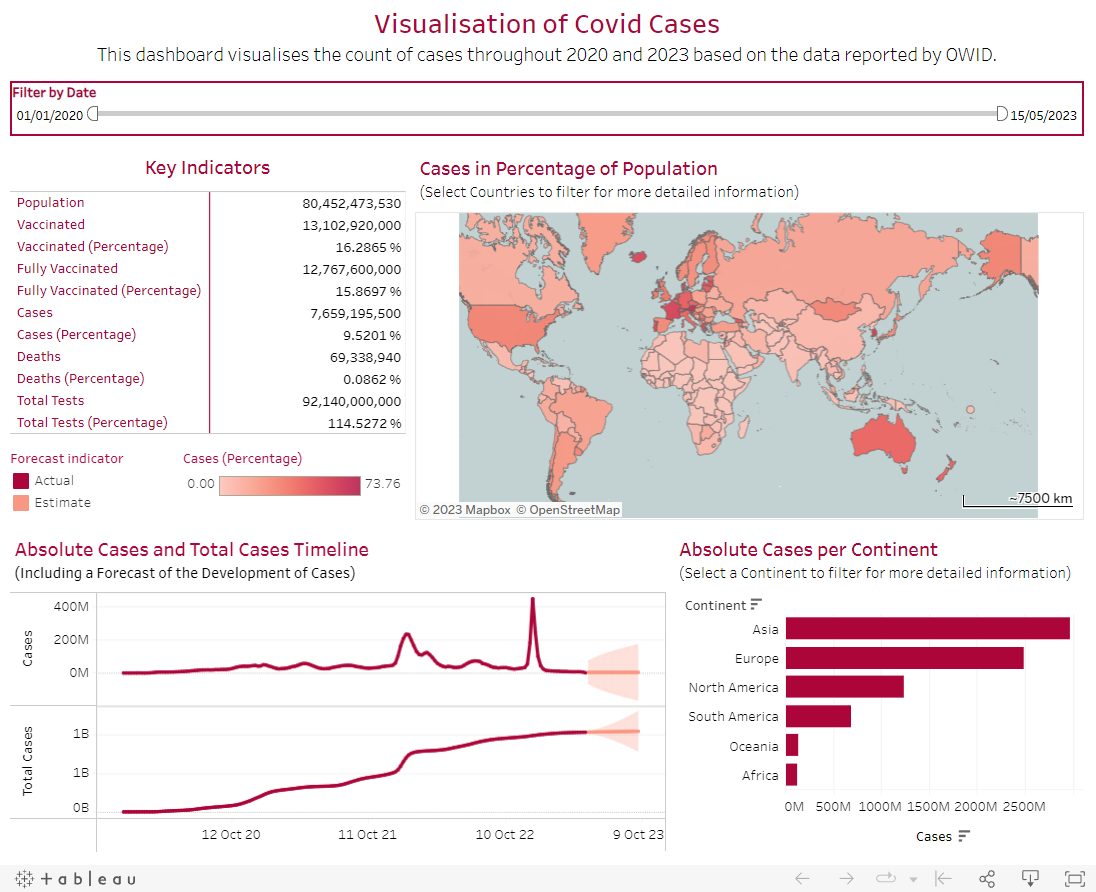 Visualisation of Covid Cases
This dashboard visualises the count of cases throughout 2020 and 2023 based on the data reported by OWID.
Filter by Date
01/01/2020 15/05/2023
Key Indicators
Population 80,452,473,530
Vaccinated 13,102,920,000
Vaccinated (Percentage) 16.2865 %
Fully Vaccinated 12,767,600,000
Fully Vaccinated (Percentage) 15.8697 %
Cases 7,659,195,500
Cases (Percentage) 9.5201 %
Deaths 69,338,940
Deaths (Percentage) 0.0862 %
Total Tests 92,140,000,000
Total Tests (Percentage) 114.5272 %
Forecast indicator
Actual
Estimate
Cases (Percentage)
0.00 73.76
Cases in Percentage of Population
(Select Countries to filter for more detailed information)
~7500 km
© 2023 Mapbox © OpenStreetMap
Absolute Cases and Total Cases Timeline
(Including a Forecast of the Development of Cases)
Cases
400M
200M
0M
Total Cases
1B
1B
0B
12 Oct 20 11 Oct 21 10 Oct 22 9 Oct 23
Absolute Cases per Continent
(Select a Continent to filter for more detailed information)
Continent
Asia
Europe
North America
South America
Oceania
Africa
0M 500M 1000M 1500M 2000M 2500M
Cases
+ableau